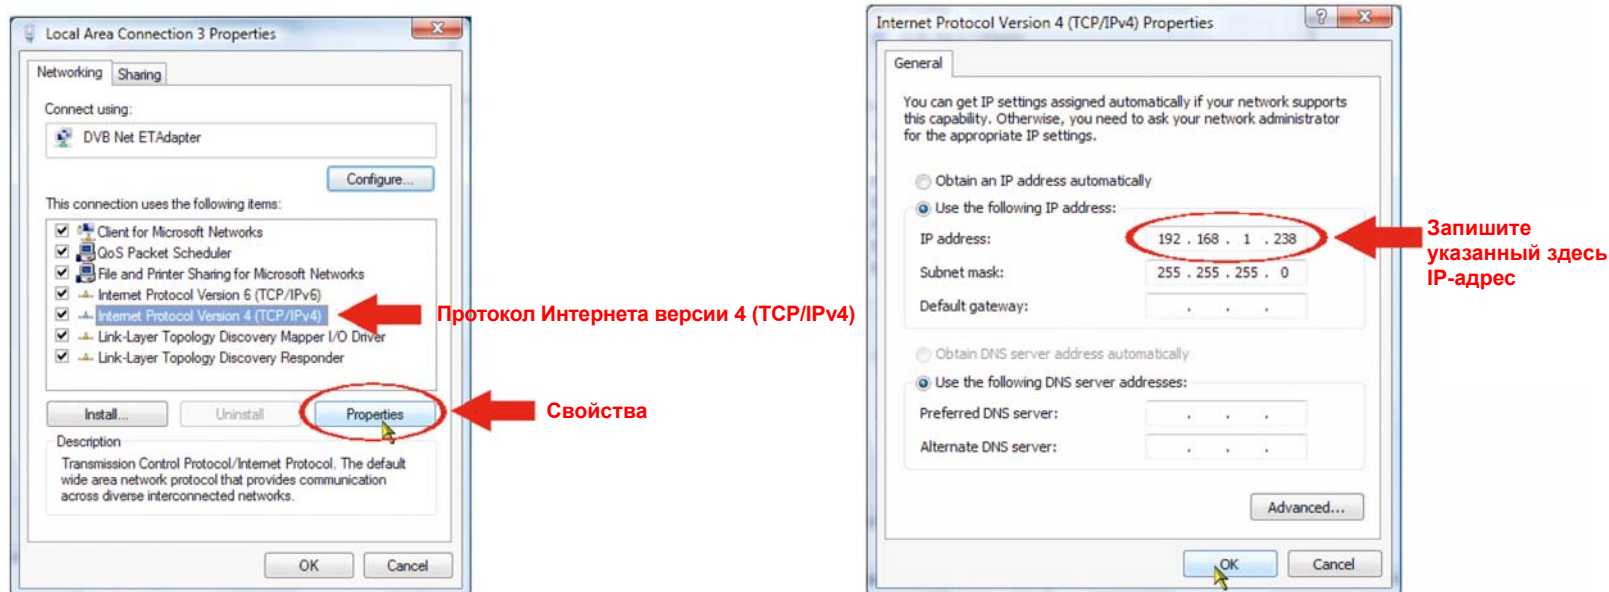 Local Area Connection 3 Properties
Networking
Sharing
Connect using:
DVB Net ETAdapter
Configure...
This connection uses the following items:
Client for Microsoft Networks
QoS Packet Scheduler
File and Printer Sharing for Microsoft Networks
Internet Protocol Version 6 (TCP/IPv6)
Internet Protocol Version 4 (TCP/IPv4)
Link-Layer Topology Discovery Mapper I/O Driver
Link-Layer Topology Discovery Responder
Install...
Uninstall
Properties
Description
Transmission Control Protocol/Internet Protocol. The default
wide area network protocol that provides communication
across diverse interconnected networks.
OK
Cancel
Протокол Интернета версии 4 (TCP/IPv4)
Свойства
Internet Protocol Version 4 (TCP/IPv4) Properties
General
You can get IP settings assigned automatically if your network supports
this capability. Otherwise, you need to ask your network administrator
for the appropriate IP settings.
Obtain an IP address automatically
Use the following IP address:
IP address:
192 . 168 . 1 . 238
Subnet mask:
255 . 255 . 255 . 0
Default gateway:
. . .
Obtain DNS server address automatically
Use the following DNS server addresses:
Preferred DNS server:
. . .
Alternate DNS server:
. . .
Advanced...
OK
Cancel
Запишите
указанный здесь
IP-адрес